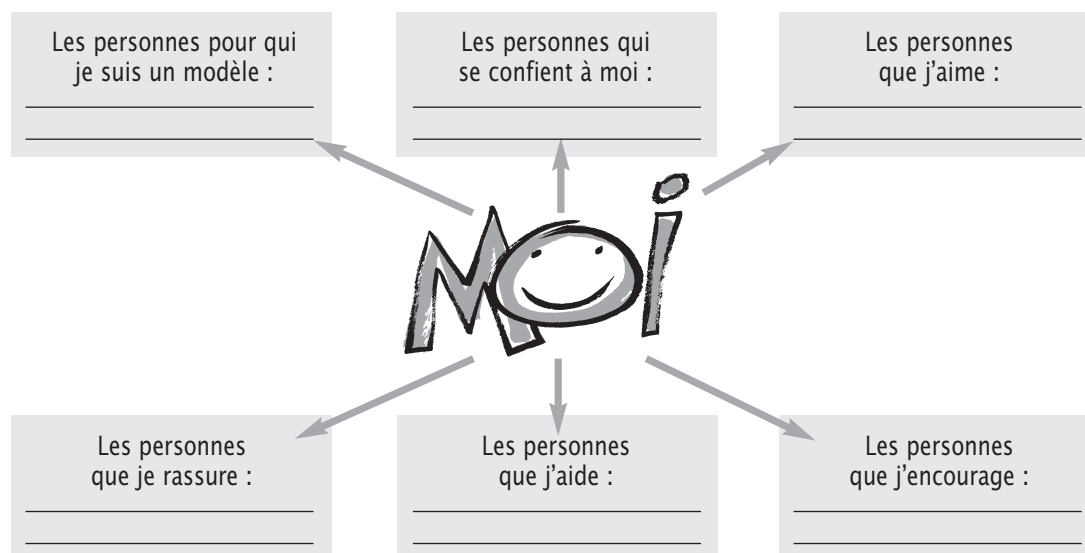 Les personnes pour qui
je suis un modèle :
Les personnes qui
se confient à moi :
Les personnes
que j'aime :
MOi
Les personnes
que je rassure :
Les personnes
que j'aide :
Les personnes
que j'encourage :